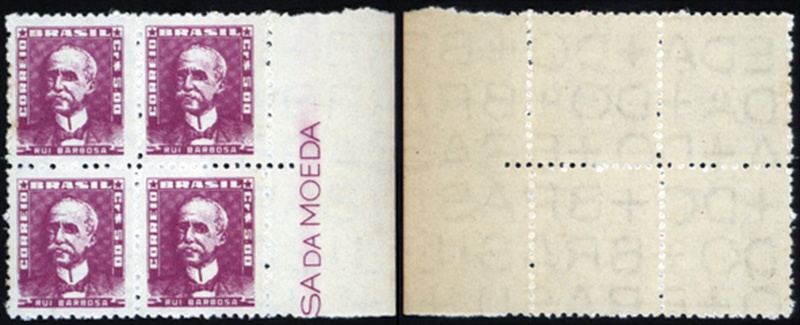 BRASIL
CORREIO
Cr$ 5,00
RUI BARBOSA
BRASIL
CORREIO
Cr$ 5,00
RUI BARBOSA
BRASIL
CORREIO
Cr$ 5,00
RUI BARBOSA
BRASIL
CORREIO
Cr$ 5,00
RUI BARBOSA
SA DA MOEDA